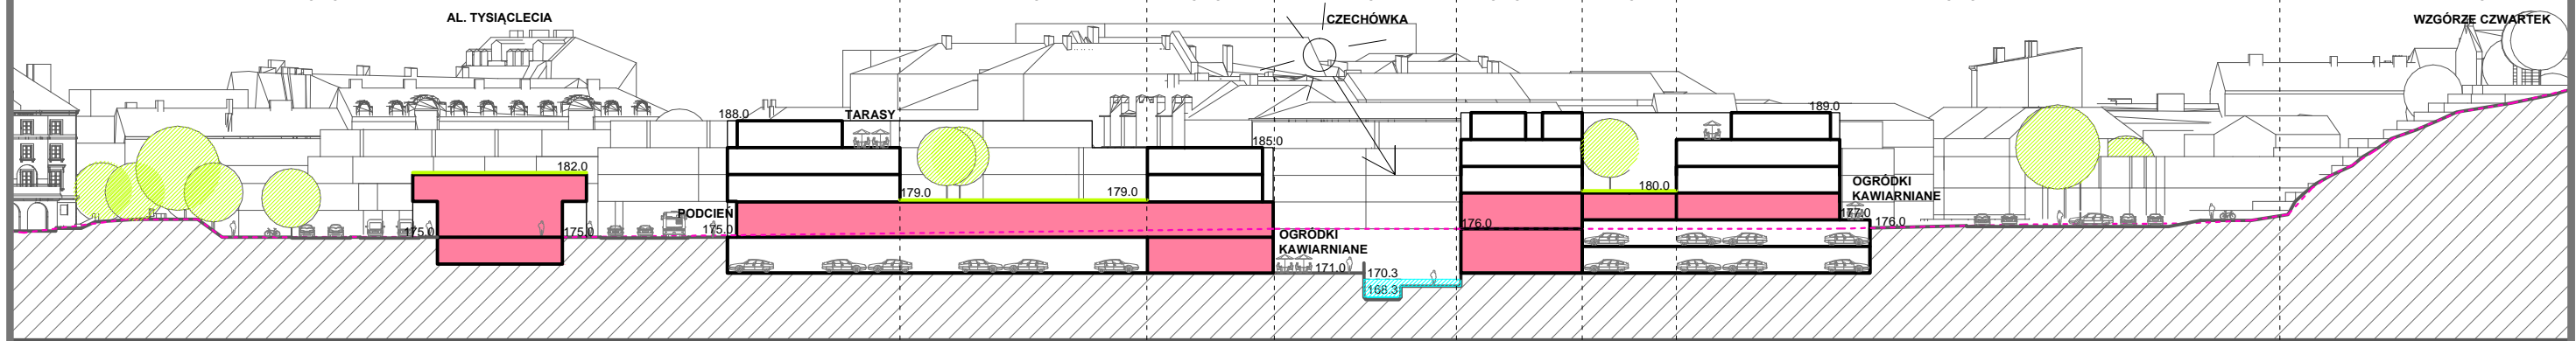 AL. TYSIĄCLECIA
CZECHÓWKA
WZGÓRZE CZWARTEK
188.0
TARASY
189.0
185.0
182.0
179.0
179.0
180.0
OGRÓDKI
KAWIARNIANE
PODCIEŃ
177.0
175.0
175.0
175.0
176.0
176.0
OGRÓDKI
KAWIARNIANE
171.0
170.3
168.3